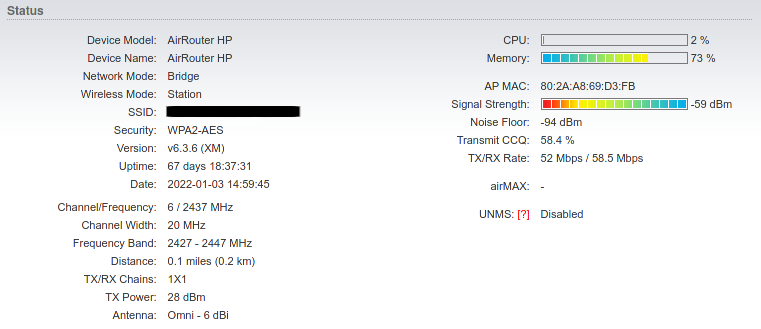 Status
Device Model: AirRouter HP
Device Name: AirRouter HP
Network Mode: Bridge
Wireless Mode: Station
SSID:
Security: WPA2-AES
Version: v6.3.6 (XM)
Uptime: 67 days 18:37:31
Date: 2022-01-03 14:59:45
Channel/Frequency: 6 / 2437 MHz
Channel Width: 20 MHz
Frequency Band: 2427 - 2447 MHz
Distance: 0.1 miles (0.2 km)
TX/RX Chains: 1X1
TX Power: 28 dBm
Antenna: Omni - 6 dBi
CPU: 2 %
Memory: 73 %
AP MAC: 80:2A:A8:69:D3:FB
Signal Strength: -59 dBm
Noise Floor: -94 dBm
Transmit CCQ: 58.4 %
TX/RX Rate: 52 Mbps / 58.5 Mbps
airMAX: -
UNMS: [?] Disabled